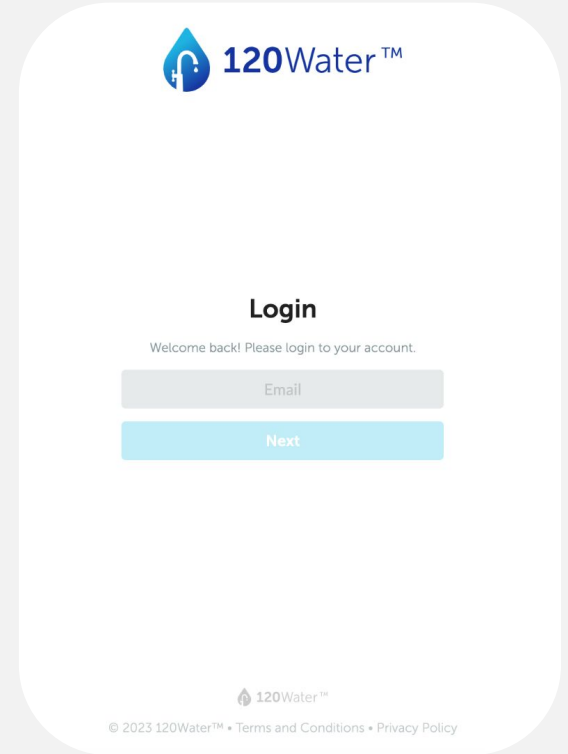 120Water™
Login
Welcome back! Please login to your account.
Email
Next
120Water™
© 2023 120Water™ • Terms and Conditions • Privacy Policy